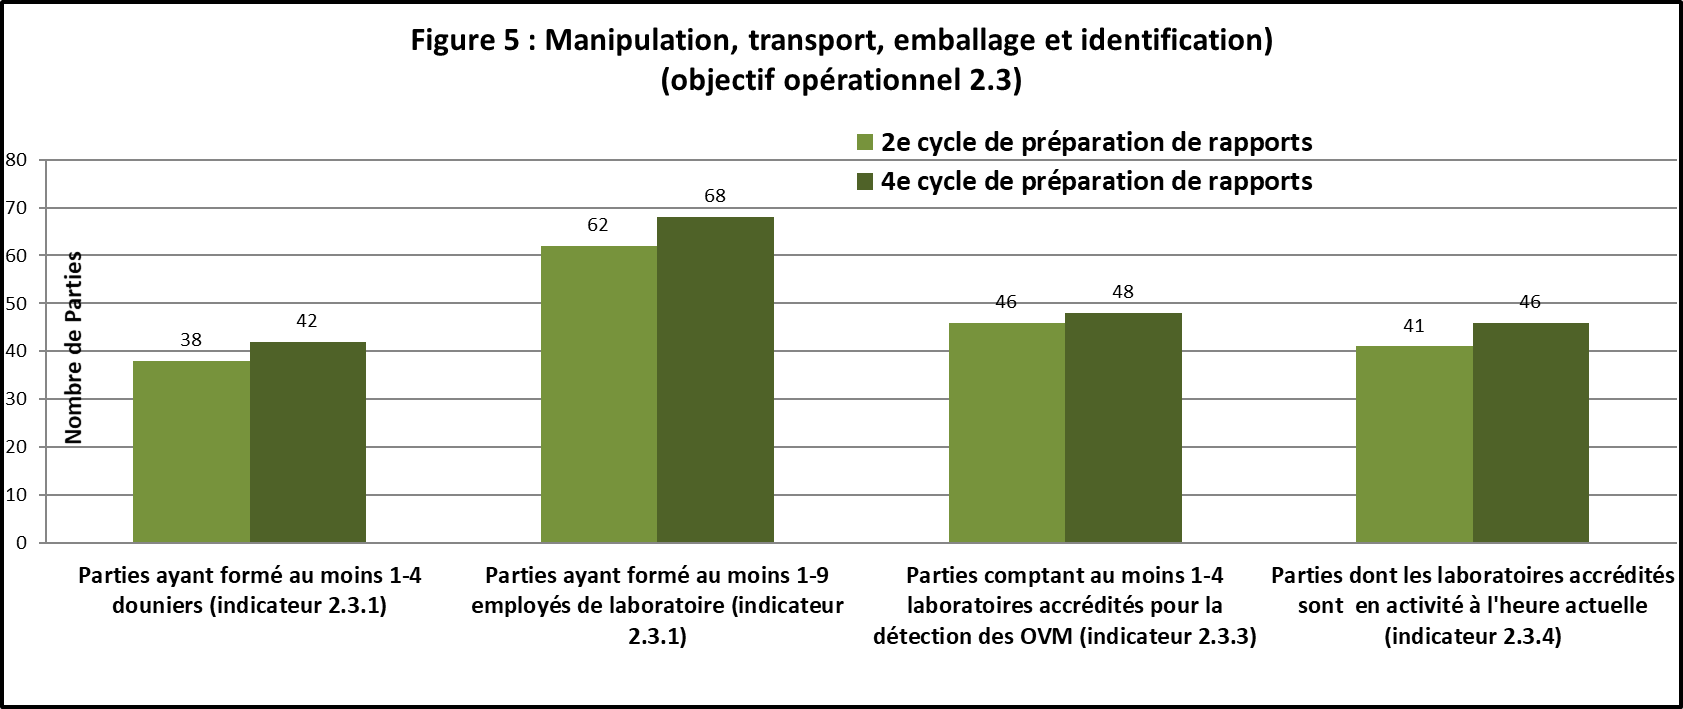 Figure 5 : Manipulation, transport, emballage et identification)
(objectif opérationnel 2.3)
2e cycle de préparation de rapports
4e cycle de préparation de rapports
Nombre de Parties
80
70
60
50
40
30
20
10
0
38
42
62
68
46
48
41
46
Parties ayant formé au moins 1-4
douniers (indicateur 2.3.1)
Parties ayant formé au moins 1-9
employés de laboratoire (indicateur
2.3.1)
Parties comptant au moins 1-4
laboratoires accrédités pour la
détection des OVM (indicateur 2.3.3)
Parties dont les laboratoires accrédités
sont  en activité à l'heure actuelle
(indicateur 2.3.4)